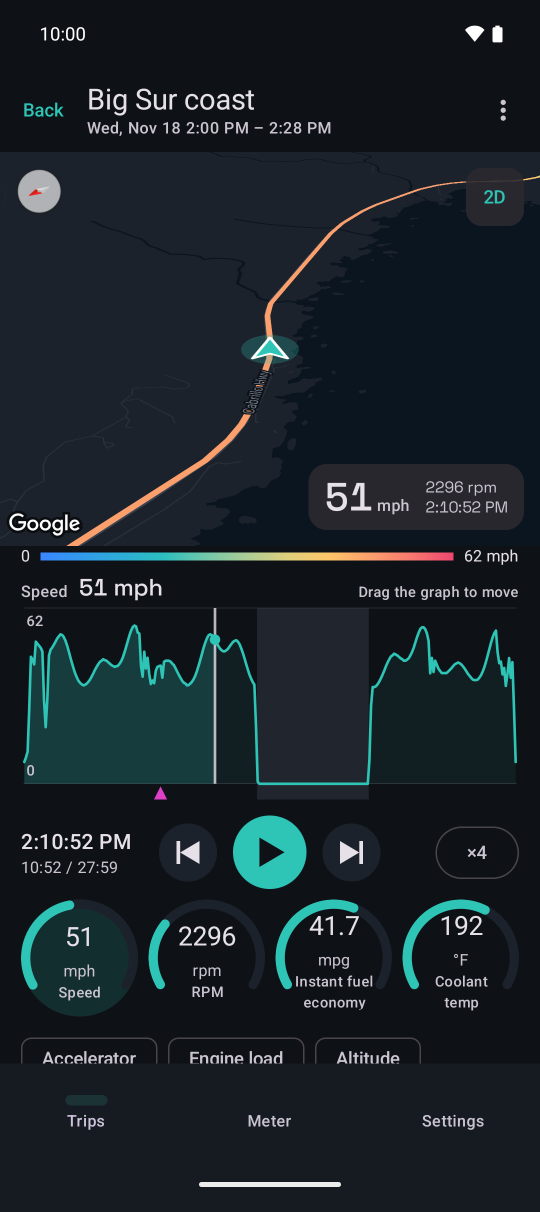 10:00
Back
Big Sur coast
Wed, Nov 18 2:00 PM – 2:28 PM
2D
Cabrillo Hwy
51 mph
2296 rpm
2:10:52 PM
Google
0
62 mph
Speed 51 mph
Drag the graph to move
62
0
2:10:52 PM
10:52 / 27:59
×4
51
mph
Speed
2296
rpm
RPM
41.7
mpg
Instant fuel
economy
192
°F
Coolant
temp
Accelerator
Engine load
Altitude
Trips
Meter
Settings